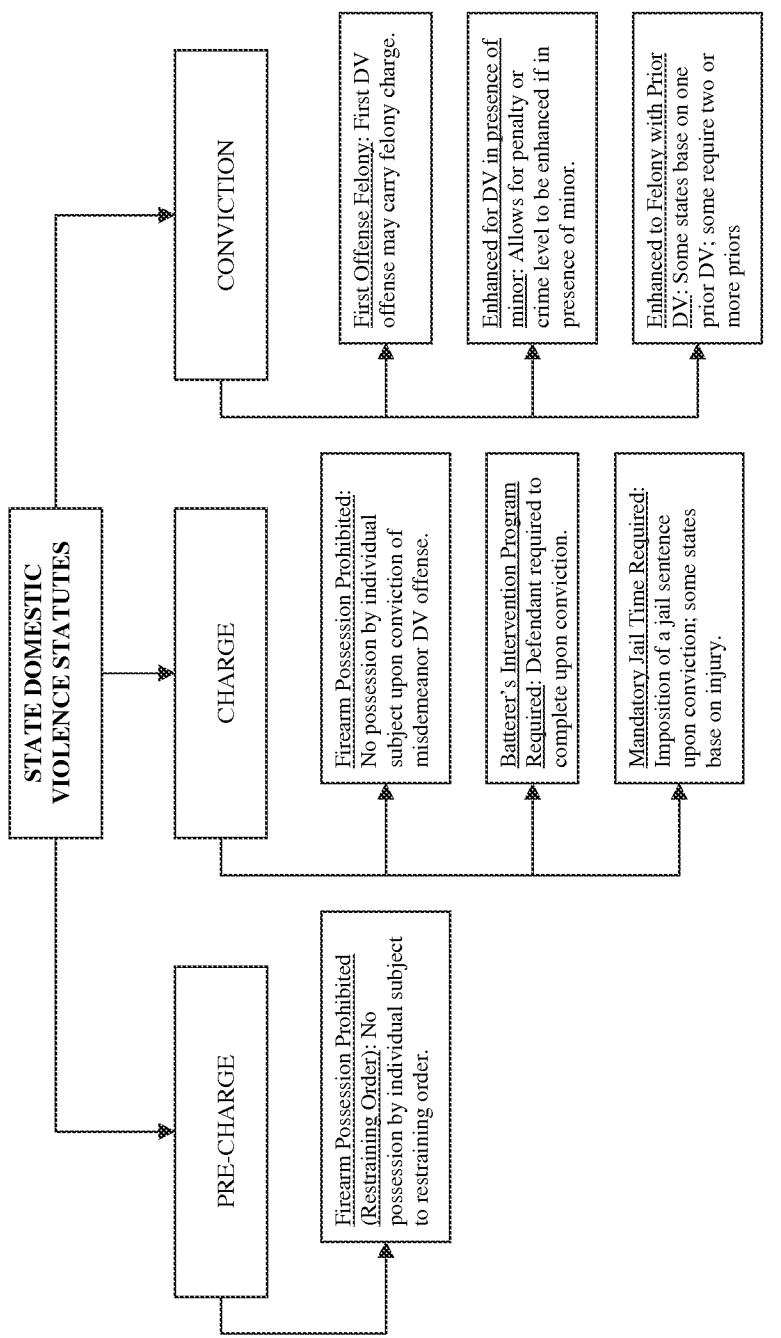 STATE DOMESTIC
VIOLENCE STATUTES
PRE-CHARGE
Firearm Possession Prohibited
(Restraining Order): No
possession by individual subject
to restraining order.
CHARGE
Firearm Possession Prohibited:
No possession by individual
subject upon conviction of
misdemeanor DV offense.
Batterer's Intervention Program
Required: Defendant required to
complete upon conviction.
Mandatory Jail Time Required:
Imposition of a jail sentence
upon conviction; some states
base on injury.
CONVICTION
First Offense Felony: First DV
offense may carry felony charge.
Enhanced for DV in presence of
minor: Allows for penalty or
crime level to be enhanced if in
presence of minor.
Enhanced to Felony with Prior
DV: Some states base on one
prior DV; some require two or
more priors